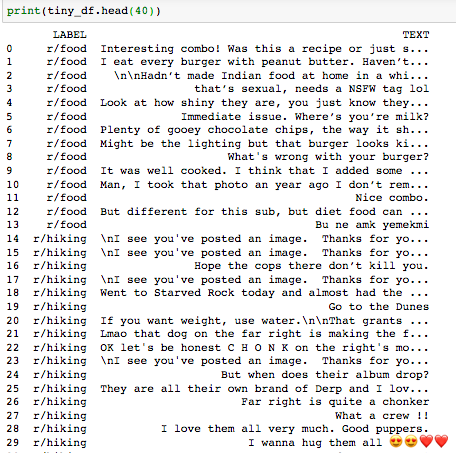 print(tiny_df.head(40))
LABEL TEXT
0 r/food Interesting combo! Was this a recipe or just s...
1 r/food I eat every burger with peanut butter. Haven’t...
2 r/food \n\nHadn’t made Indian food at home in a whi...
3 r/food that’s sexual, needs a NSFW tag lol
4 r/food Look at how shiny they are, you just know they...
5 r/food Immediate issue. Where’s you’re milk?
6 r/food Plenty of gooey chocolate chips, the way it sh...
7 r/food Might be the lighting but that burger looks ki...
8 r/food What's wrong with your burger?
9 r/food It was well cooked. I think that I added some ...
10 r/food Man, I took that photo an year ago I don’t rem...
11 r/food Nice combo.
12 r/food But different for this sub, but diet food can ...
13 r/food Bu ne amk yemekmi
14 r/hiking \nI see you've posted an image. Thanks for yo...
15 r/hiking \nI see you've posted an image. Thanks for yo...
16 r/hiking Hope the cops there don’t kill you.
17 r/hiking \nI see you've posted an image. Thanks for yo...
18 r/hiking Went to Starved Rock today and almost had the ...
19 r/hiking Go to the Dunes
20 r/hiking If you want weight, use water.\n\nThat grants ...
21 r/hiking Lmao that dog on the far right is making the f...
22 r/hiking OK let's be honest C H O N K on the right's mo...
23 r/hiking \nI see you've posted an image. Thanks for yo...
24 r/hiking But when does their album drop?
25 r/hiking They are all their own brand of Derp and I lov...
26 r/hiking Far right is quite a chonker
27 r/hiking What a crew !!
28 r/hiking I love them all very much. Good puppers.
29 r/hiking I wanna hug them all 😍😍❤️❤️